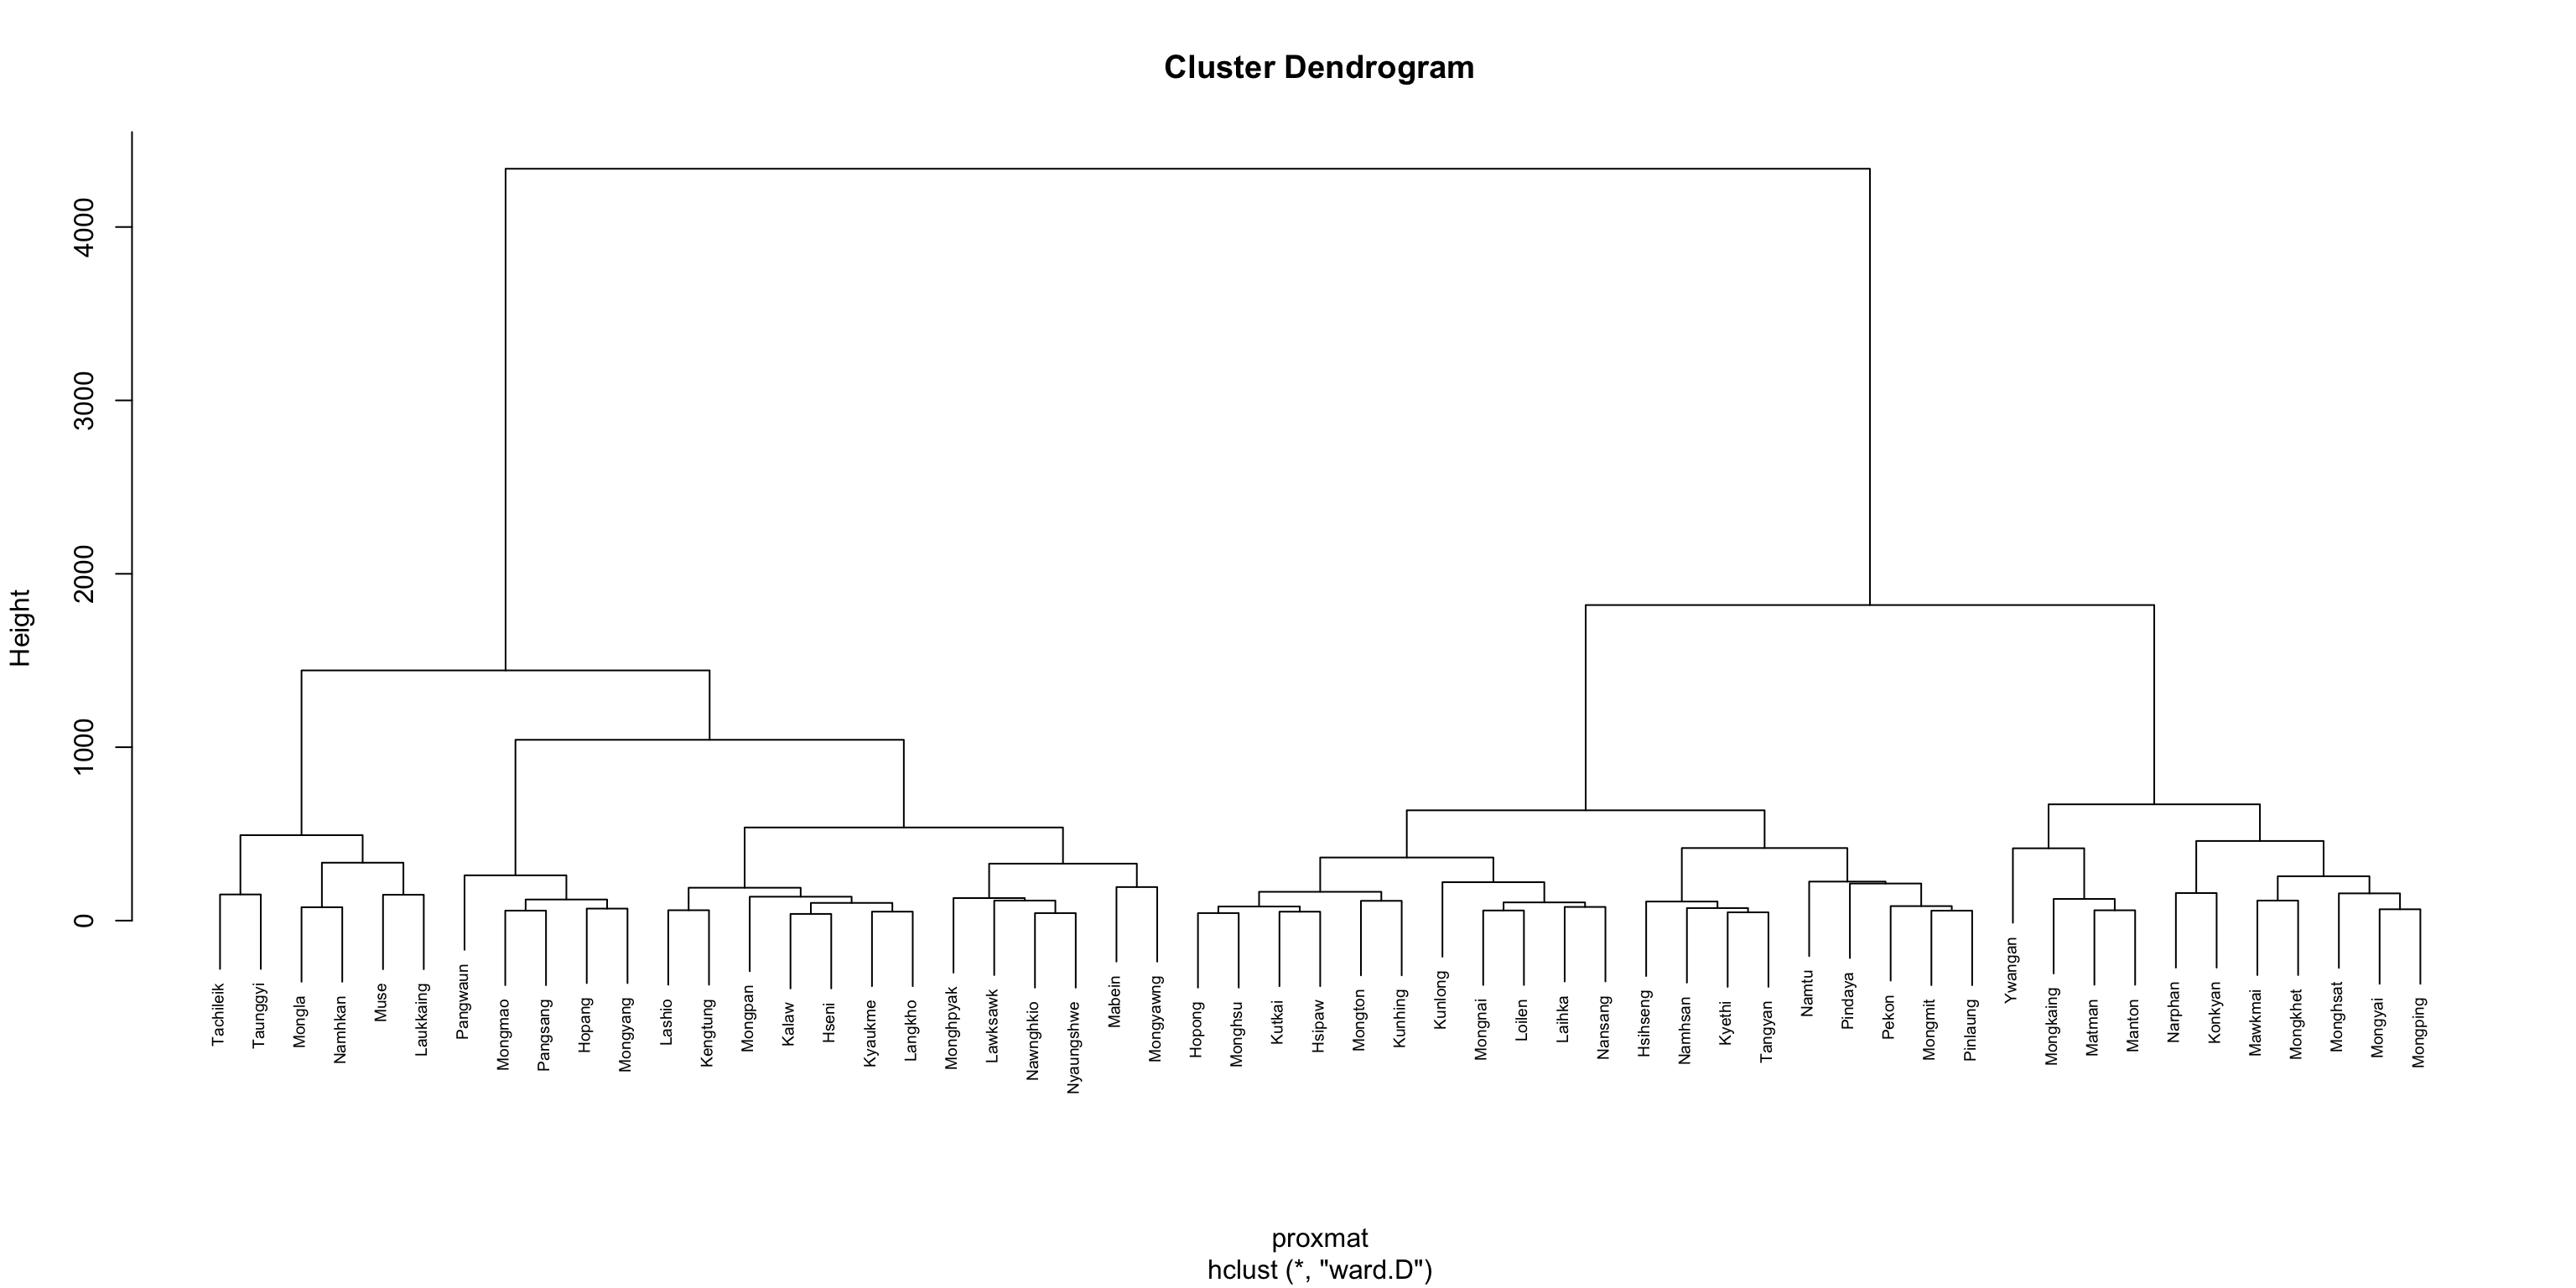 Cluster Dendrogram
Height
4000
3000
2000
1000
0
Tachileik
Taunggyi
Mongla
Namhkan
Muse
Laukkaing
Pangwaun
Mongmao
Pangsang
Hopang
Mongyang
Lashio
Kengtung
Mongpan
Kalaw
Hseni
Kyaukme
Langkho
Monghpyak
Lawksawk
Nawnghkio
Nyaungshwe
Mabein
Mongyawng
Hopong
Monghsu
Kutkai
Hsipaw
Mongton
Kunhing
Kunlong
Mongnai
Loilen
Laihka
Nansang
Hsihseng
Namhsan
Kyethi
Tangyan
Namtu
Pindaya
Pekon
Mongmit
Pinlaung
Ywangan
Mongkaing
Matman
Manton
Narphan
Konkyan
Mawkmai
Mongkhet
Monghsat
Mongyai
Mongping
proxmat
hclust (*, "ward.D")